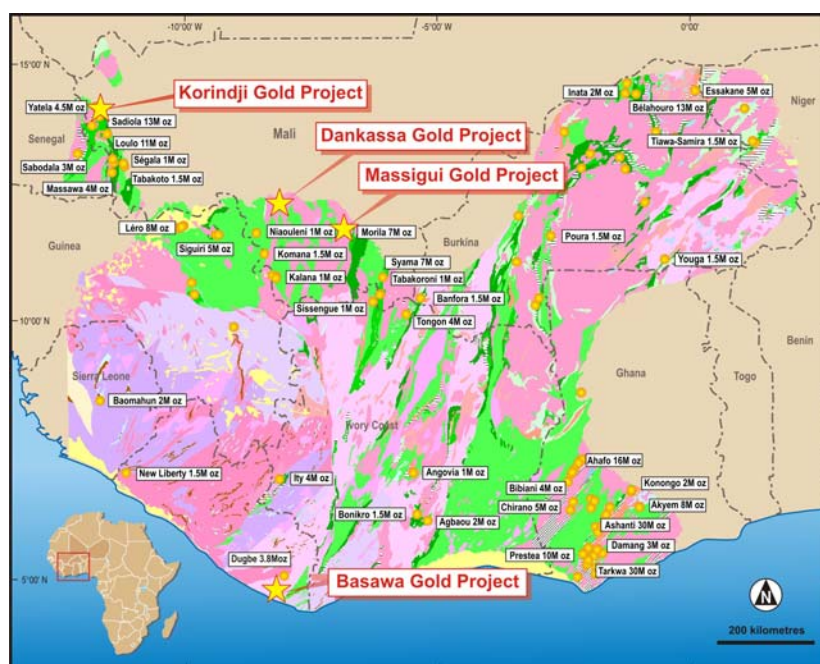 -10°00' W
-5°00' W
0°00'
15°00' N
Korindji Gold Project
Yatela 4.5M oz
Sadiola 13M oz
Senegal
Loulo 11M oz
Mali
Ségala 1M oz
Sabodala 3M oz
Massawa 4M oz
Tabakoto 1.5M oz
Dankassa Gold Project
Massigui Gold Project
Inata 2M oz
Essakane 5M oz
Niger
Bélahouro 13M oz
Tiawa-Samira 1.5M oz
Léro 8M oz
Niaouleni 1M oz
Morila 7M oz
Guinea
Siguiri 5M oz
Komana 1.5M oz
Burkina
Poura 1.5M oz
Syama 7M oz
Kalana 1M oz
Tabakoroni 1M oz
Youga 1.5M oz
Sissengue 1M oz
Banfora 1.5M oz
10°00' N
Tongon 4M oz
Benin
Ghana
Togo
Sierra Leone
Baomahun 2M oz
Ivory Coast
New Liberty 1.5M oz
Ity 4M oz
Angovia 1M oz
Ahafo 16M oz
Bibiani 4M oz
Konongo 2M oz
Chirano 5M oz
Akyem 8M oz
Bonikro 1.5M oz
Agbaou 2M oz
Ashanti 30M oz
Prestea 10M oz
Damang 3M oz
Tarkwa 30M oz
Dugbe 3.8Moz
5°00' N
Basawa Gold Project
N
200 kilometres